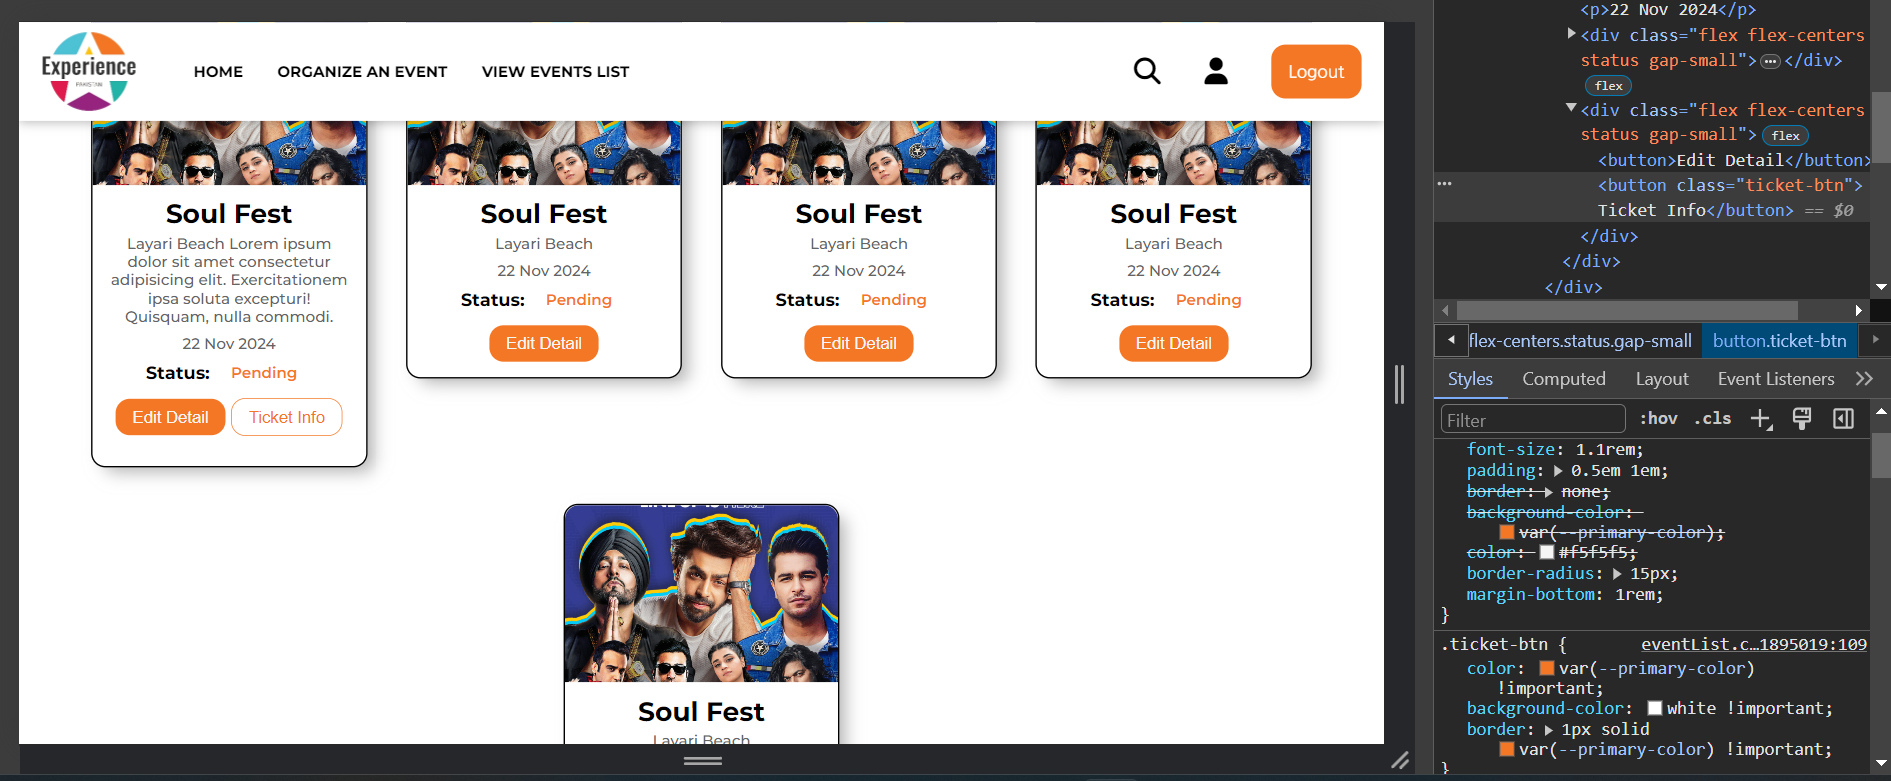 Experience
HOME
ORGANIZE AN EVENT
VIEW EVENTS LIST
Logout
Soul Fest
Layari Beach Lorem ipsum
dolor sit amet consectetur
adipisicing elit. Exercitationem
ipsa soluta excepturi!
Quisquam, nulla commodi.
22 Nov 2024
Status: Pending
Edit Detail
Ticket Info
Soul Fest
Layari Beach
22 Nov 2024
Status: Pending
Edit Detail
Soul Fest
Layari Beach
22 Nov 2024
Status: Pending
Edit Detail
Soul Fest
Layari Beach
22 Nov 2024
Status: Pending
Edit Detail
Soul Fest
Layari Beach
<p>22 Nov 2024</p>
<div class="flex flex-centers
status gap-small">…</div>
flex
<div class="flex flex-centers
status gap-small"> flex
<button>Edit Detail</button>
<button class="ticket-btn">
Ticket Info</button> == $0
</div>
</div>
</div>
flex-centers.status.gap-small
button.ticket-btn
Styles
Computed
Layout
Event Listeners
Filter
:hov
.cls
font-size: 1.1rem;
padding: 0.5em 1em;
border: none;
background-color:
var(--primary-color);
color: #f5f5f5;
border-radius: 15px;
margin-bottom: 1rem;
}
.ticket-btn {
eventList.c…1895019:109
color: var(--primary-color)
!important;
background-color: white !important;
border: 1px solid
var(--primary-color) !important;
}